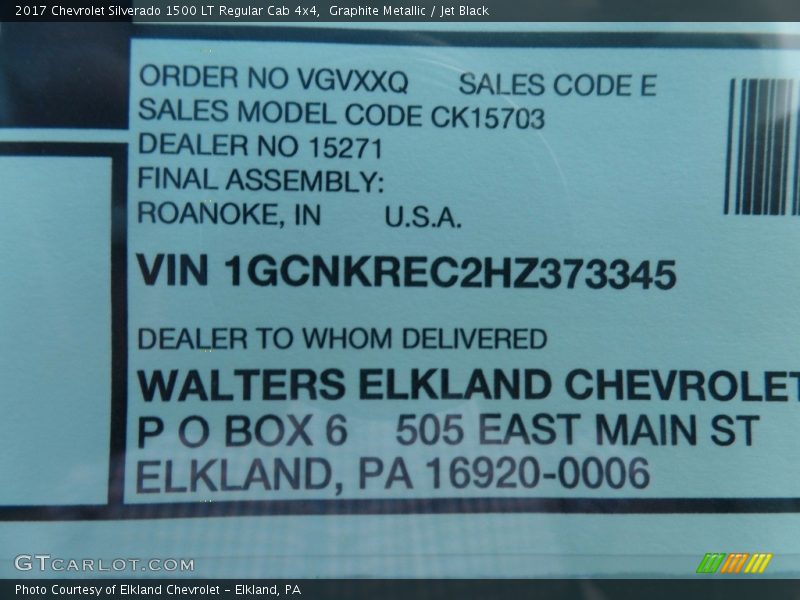 2017 Chevrolet Silverado 1500 LT Regular Cab 4x4,  Graphite Metallic / Jet Black
ORDER NO VGVXXQ SALES CODE E
SALES MODEL CODE CK15703
DEALER NO 15271
FINAL ASSEMBLY:
ROANOKE, IN U.S.A.
VIN 1GCNKREC2HZ373345
DEALER TO WHOM DELIVERED
WALTERS ELKLAND CHEVROLET
P O BOX 6 505 EAST MAIN ST
ELKLAND, PA 16920-0006
GTCARLOT.COM
Photo Courtesy of Elkland Chevrolet - Elkland, PA